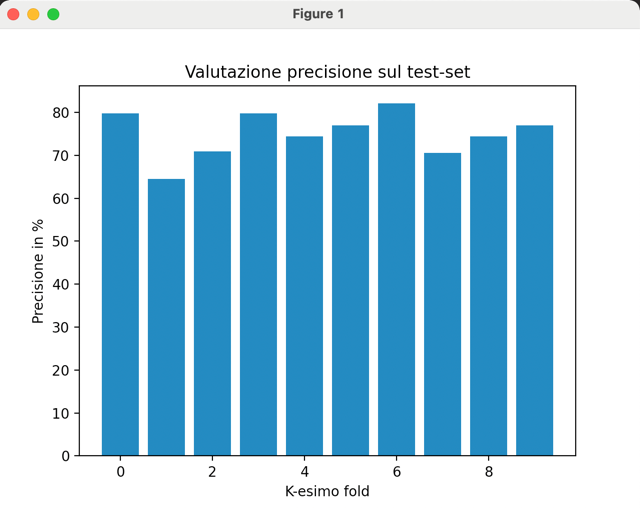 Figure 1
Valutazione precisione sul test-set
80
70
60
50
40
30
20
10
0
Precisione in %
0 2 4 6 8
K-esimo fold